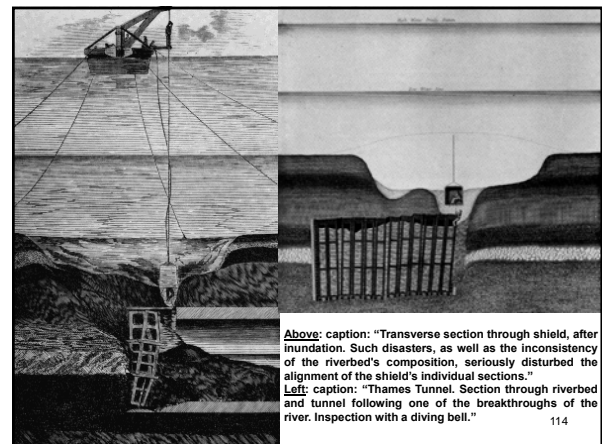 Above: caption: “Transverse section through shield, after
inundation. Such disasters, as well as the inconsistency
of the riverbed's composition, seriously disturbed the
alignment of the shield’s individual sections.”
Left: caption: “Thames Tunnel. Section through riverbed
and tunnel following one of the breakthroughs of the
river. Inspection with a diving bell.”
114